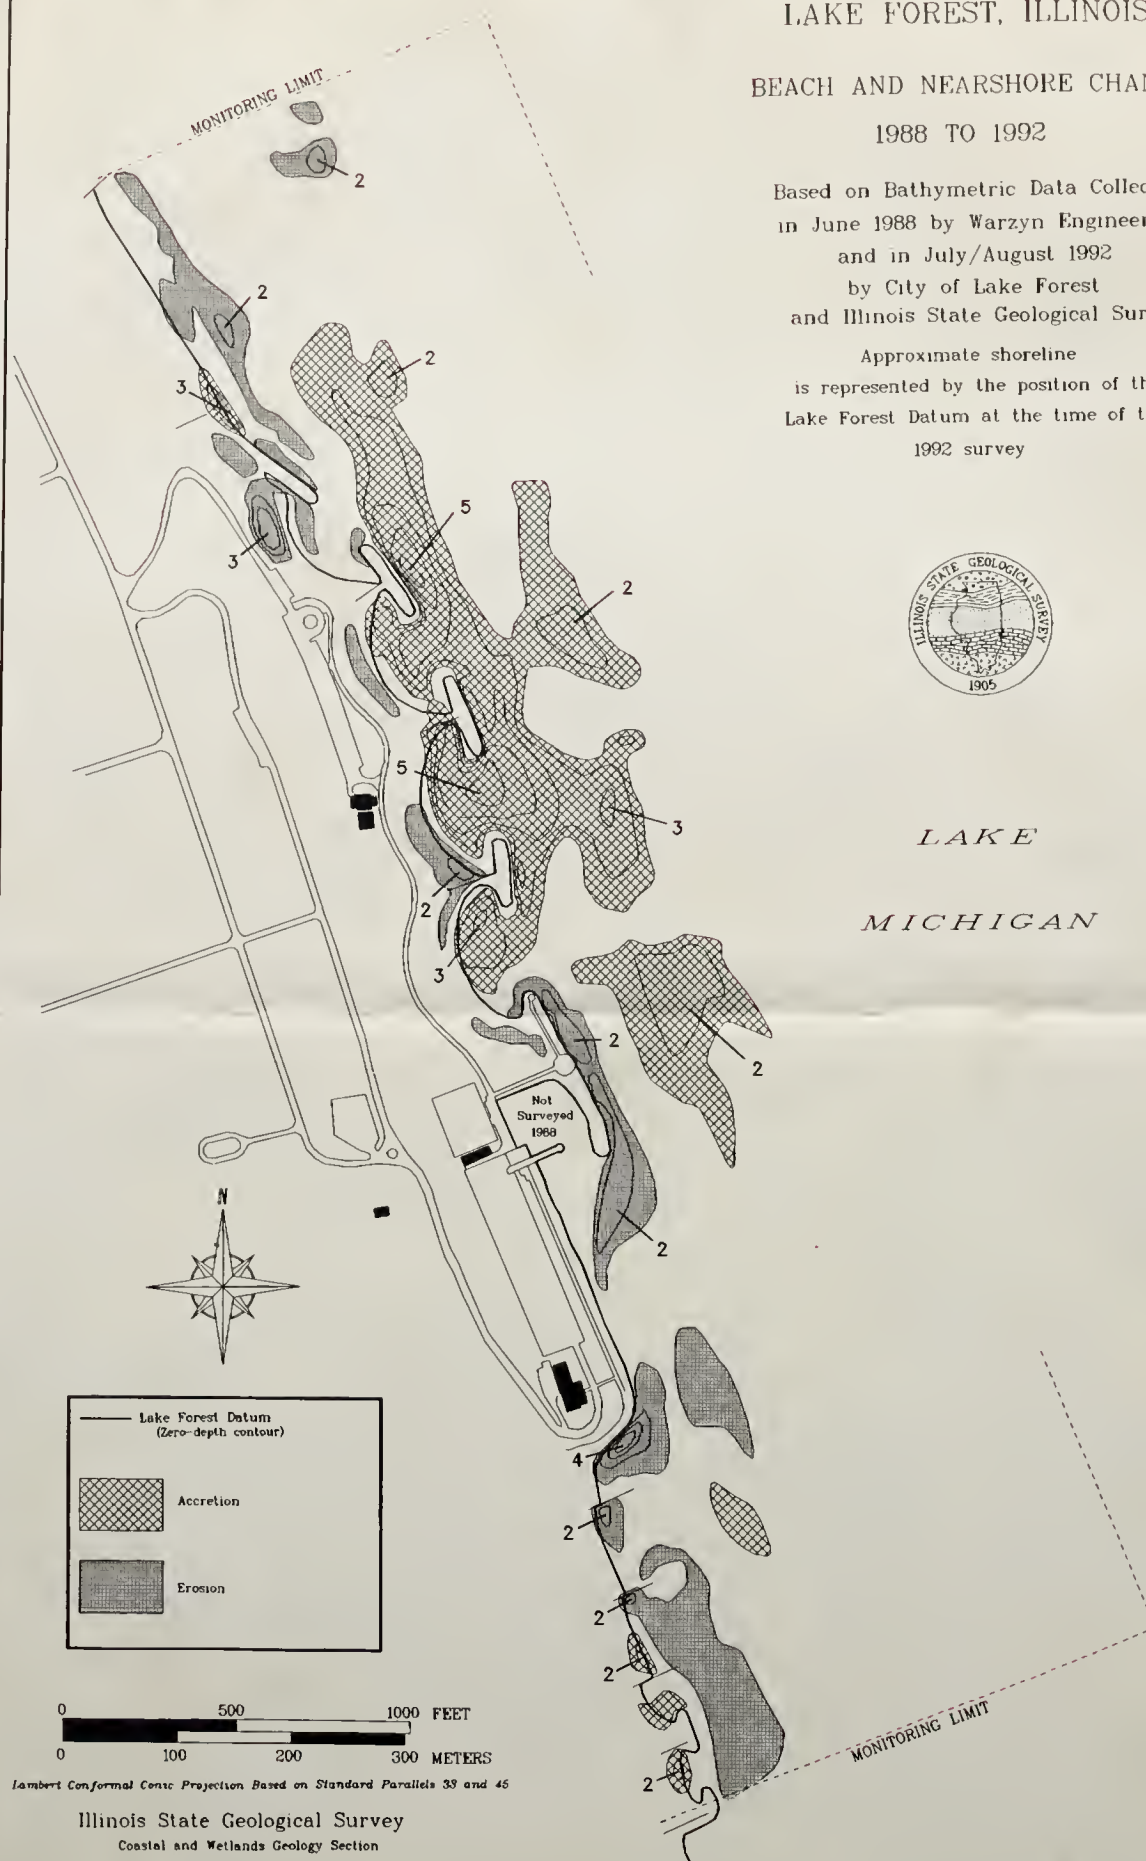 LAKE FOREST, ILLINOIS
BEACH AND NEARSHORE CHAN
1988 TO 1992
Based on Bathymetric Data Collec
in June 1988 by Warzyn Engineer
and in July/August 1992
by City of Lake Forest
and Illinois State Geological Sur
Approximate shoreline
is represented by the position of th
Lake Forest Datum at the time of t
1992 survey
ILLINOIS STATE GEOLOGICAL SURVEY
1905
MONITORING LIMIT
2
2
3
2
3
5
2
5
3
2
3
2
2
LAKE
MICHIGAN
Not
Surveyed
1988
2
N
4
2
2
2
2
MONITORING LIMIT
Lake Forest Datum
(Zero-depth contour)
Accretion
Erosion
0 500 1000 FEET
0 100 200 300 METERS
Lambert Conformal Conic Projection Based on Standard Parallels 33 and 45
Illinois State Geological Survey
Coastal and Wetlands Geology Section